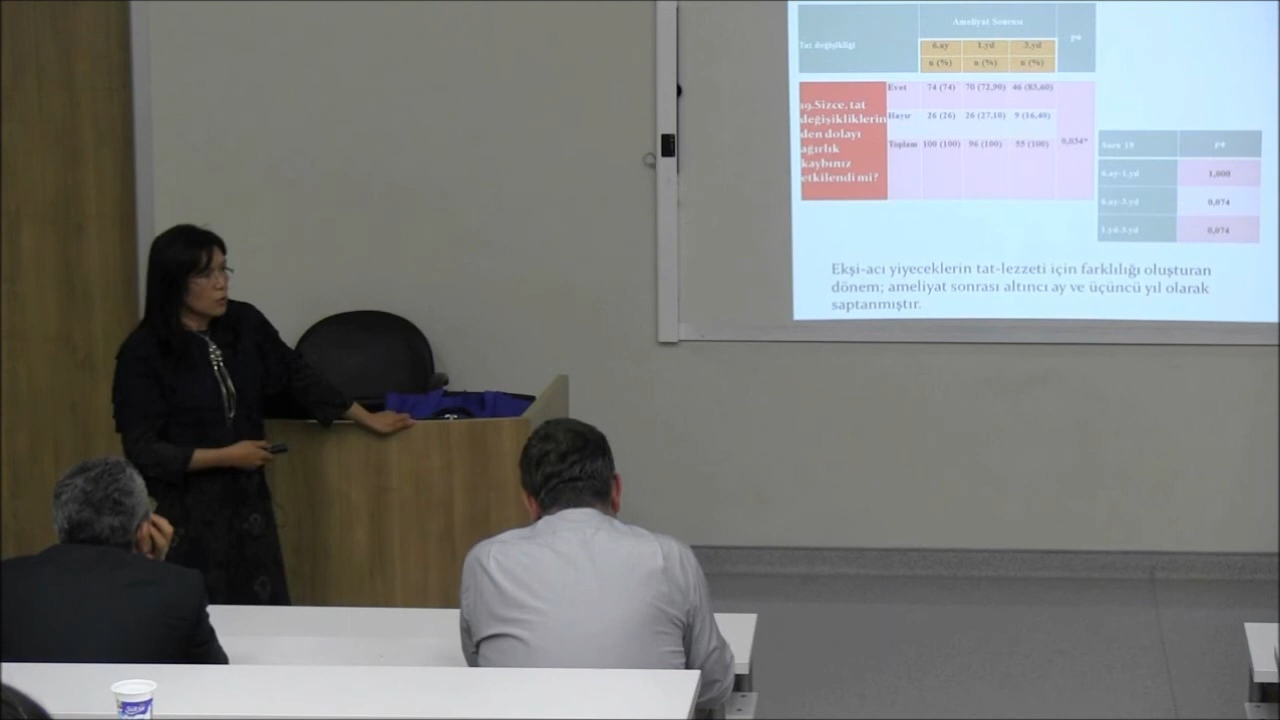 Ameliyat Sonrası
Tat değişikliği
6.ay 1.yıl 3.yıl
n (%) n (%) n (%)
19.Sizce, tat
değişikliklerin
den dolayı
ağırlık
kaybınız
etkilendi mi?
Evet 74 (74) 70 (72,90) 46 (83,60)
Hayır 26 (26) 26 (27,10) 9 (16,40)
Toplam 100 (100) 96 (100) 55 (100)
0,034*
Soru 19
6.ay-1.yıl 1,000
6.ay-3.yıl 0,074
1.yıl-3.yıl 0,074
Ekşi-acı yiyeceklerin tat-lezzeti için farklılığı oluşturan
dönem; ameliyat sonrası altıncı ay ve üçüncü yıl olarak
saptanmıştır.